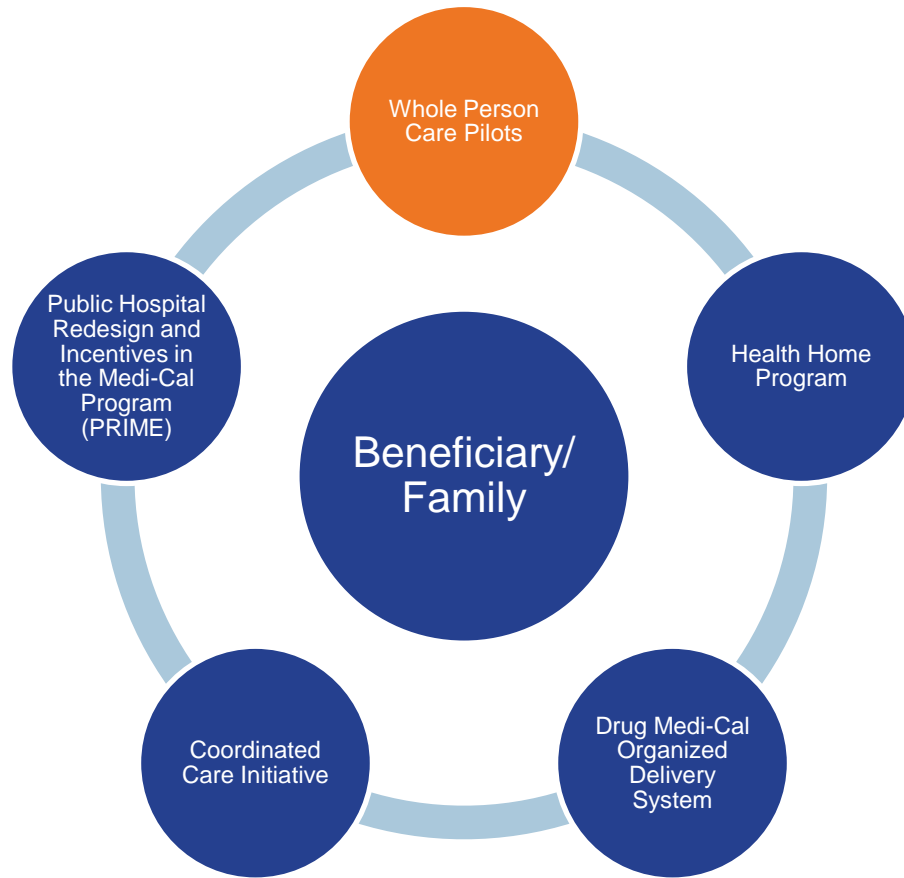 Whole Person
Care Pilots
Public Hospital
Redesign and
Incentives in
the Medi-Cal
Program
(PRIME)
Health Home
Program
Beneficiary/
Family
Coordinated
Care Initiative
Drug Medi-Cal
Organized
Delivery
System